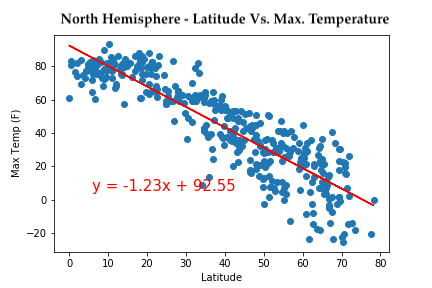 North Hemisphere - Latitude Vs. Max. Temperature
Max Temp (F)
80
60
40
20
0
−20
y = -1.23x + 92.55
0 10 20 30 40 50 60 70 80
Latitude